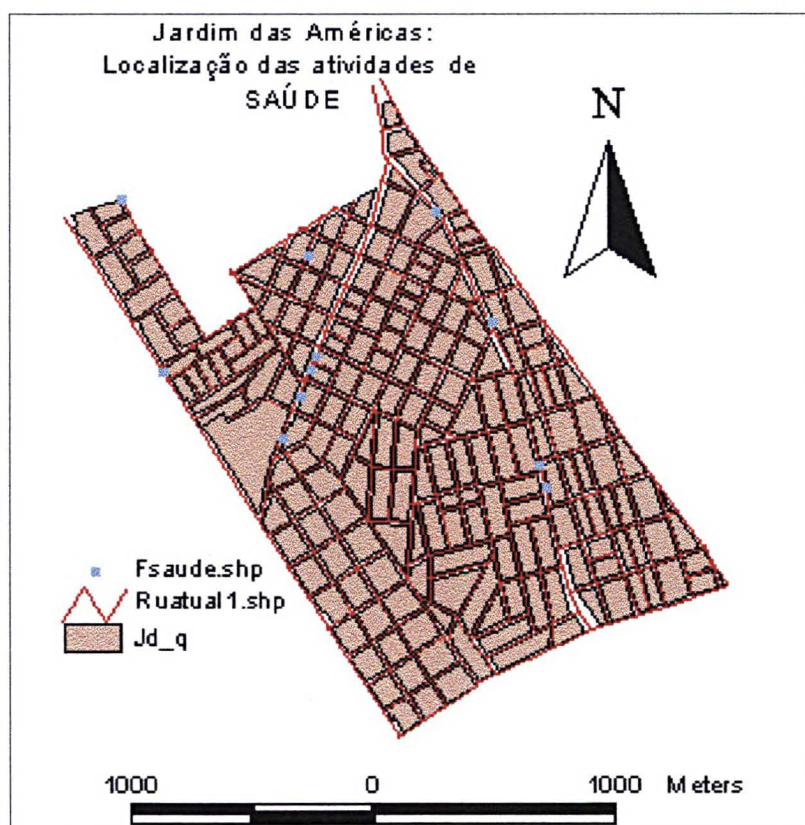 Jardim das Américas:
Localização das atividades de
SAÚDE
N
Fsaude.shp
Ruatual1.shp
Jd_q
1000 0 1000 Meters